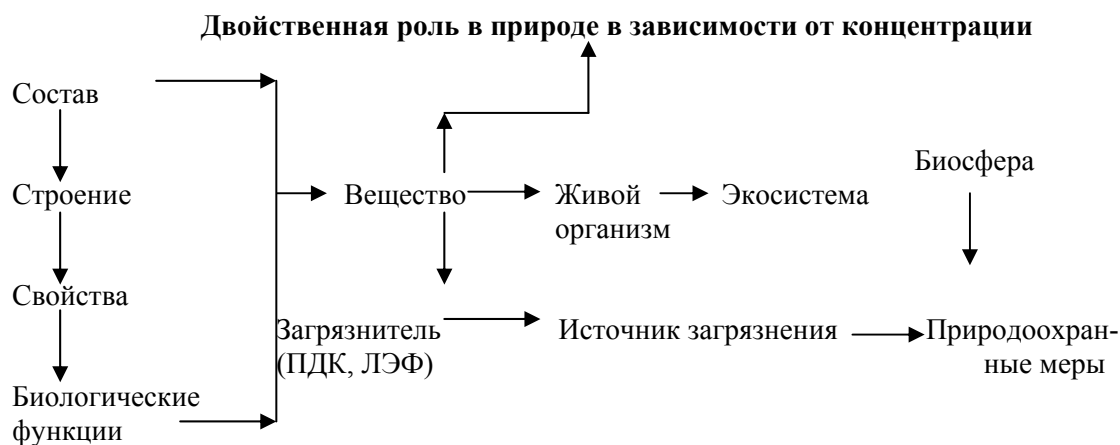 Двойственная роль в природе в зависимости от концентрации
Состав
Биосфера
Строение
Вещество
Живой
организм
Экосистема
Свойства
Загрязнитель
(ПДК, ЛЭФ)
Источник загрязнения
Природоохран-
ные меры
Биологические
функции